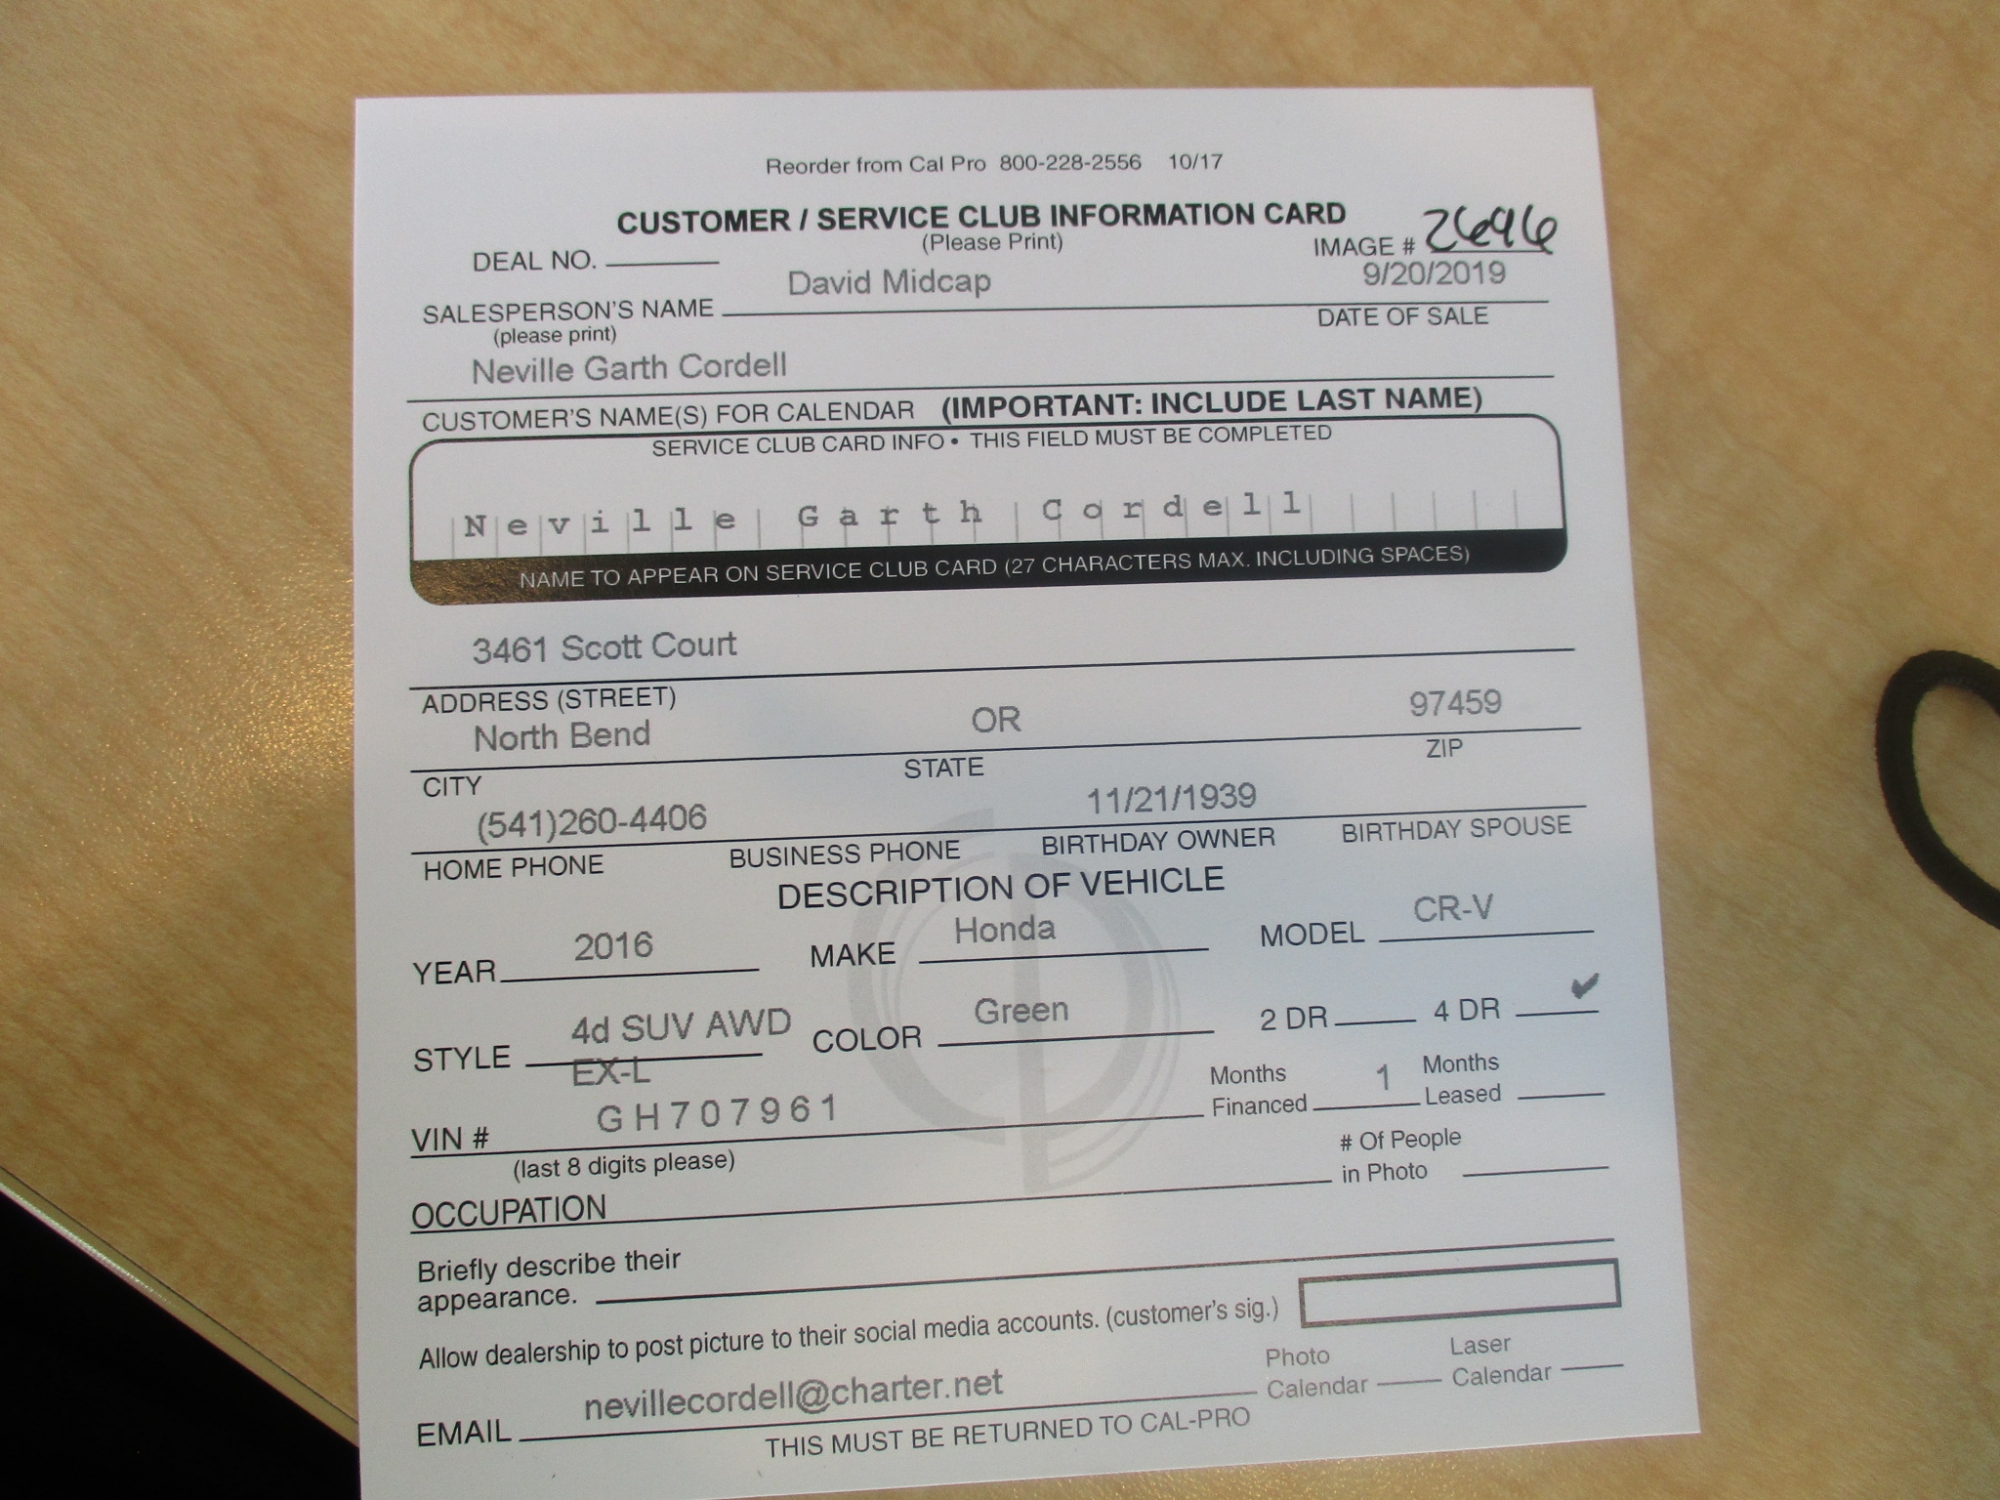 Reorder from Cal Pro 800-228-2556 10/17
CUSTOMER / SERVICE CLUB INFORMATION CARD
(Please Print)
DEAL NO.
IMAGE # 2696
David Midcap 9/20/2019
SALESPERSON'S NAME DATE OF SALE
(please print)
Neville Garth Cordell
CUSTOMER'S NAME(S) FOR CALENDAR (IMPORTANT: INCLUDE LAST NAME)
SERVICE CLUB CARD INFO • THIS FIELD MUST BE COMPLETED
Neville Garth Cordell
NAME TO APPEAR ON SERVICE CLUB CARD (27 CHARACTERS MAX. INCLUDING SPACES)
3461 Scott Court
ADDRESS (STREET)
North Bend OR 97459
CITY STATE ZIP
(541)260-4406 11/21/1939
HOME PHONE BUSINESS PHONE BIRTHDAY OWNER BIRTHDAY SPOUSE
DESCRIPTION OF VEHICLE
YEAR 2016 MAKE Honda MODEL CR-V
STYLE 4d SUV AWD COLOR Green 2 DR 4 DR ✔
EX-L
Months 1 Months
Financed Leased
VIN # GH707961
(last 8 digits please)
# Of People
in Photo
OCCUPATION
Briefly describe their
appearance.
Allow dealership to post picture to their social media accounts. (customer's sig.)
Photo Laser
Calendar Calendar
EMAIL nevillecordell@charter.net
THIS MUST BE RETURNED TO CAL-PRO